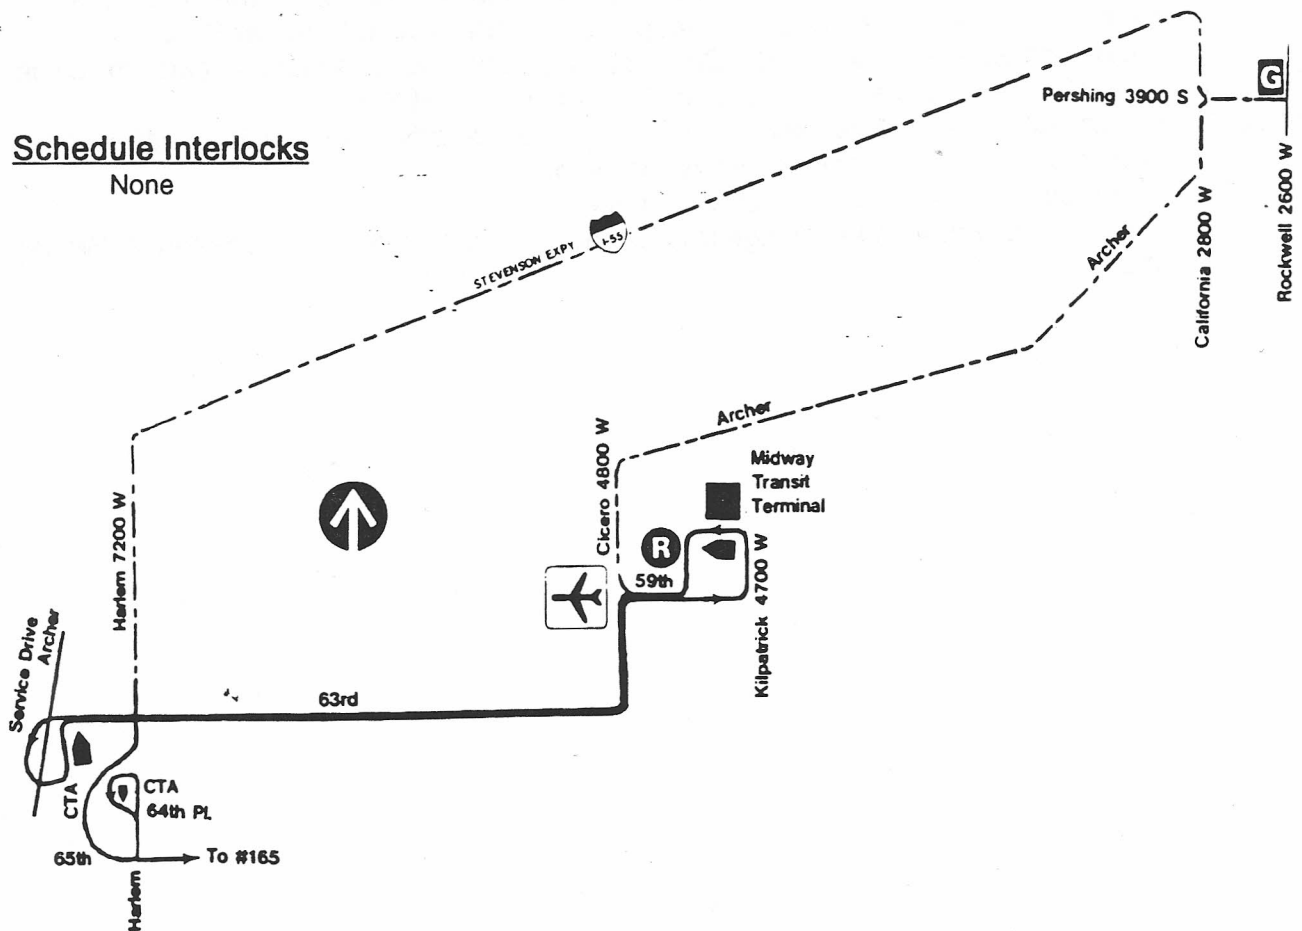 G
Pershing 3900 S
Schedule Interlocks
None
Rockwell 2600 W
California 2800 W
I-55
STEVENSON EXPY
Archer
Archer
Cicero 4800 W
Midway
Transit
Terminal
Harlem 7200 W
R
59th
Kilpatrick 4700 W
Service Drive
Archer
63rd
CTA
CTA
64th Pl.
65th
To #165
Harlem